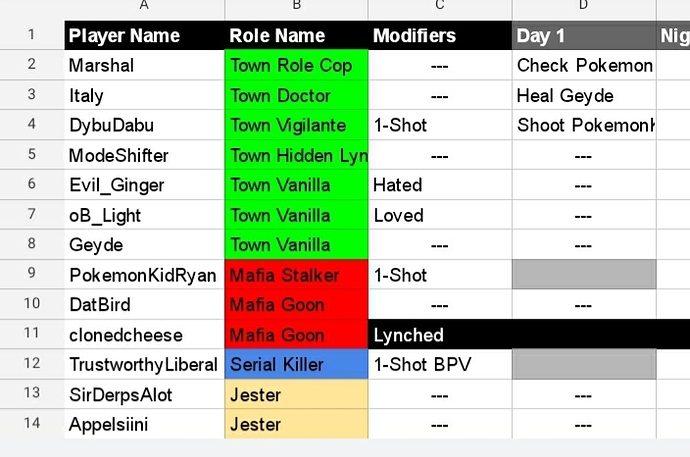 A B C D
1 Player Name Role Name Modifiers Day 1 Nig
2 Marshal Town Role Cop --- Check Pokemon
3 Italy Town Doctor --- Heal Geyde
4 DybuDabu Town Vigilante 1-Shot Shoot Pokemon
5 ModeShifter Town Hidden Lyn --- ---
6 Evil_Ginger Town Vanilla Hated ---
7 oB_Light Town Vanilla Loved ---
8 Geyde Town Vanilla --- ---
9 PokemonKidRyan Mafia Stalker 1-Shot
10 DatBird Mafia Goon --- ---
11 clonedcheese Mafia Goon Lynched
12 TrustworthyLiberal Serial Killer 1-Shot BPV
13 SirDerpsAlot Jester --- ---
14 Appelsiini Jester --- ---